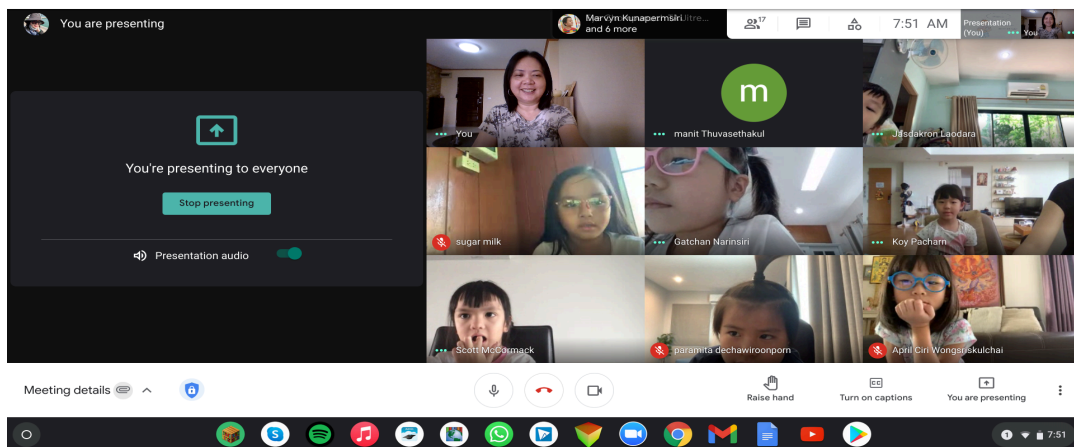 You are presenting
Marvyn Kunapermsiri
and 6 more
17
7:51 AM
Presentation
(You)
You
You're presenting to everyone
Stop presenting
Presentation audio
You
m
manit Thuvasethakul
Jasdakron Laodara
sugar milk
Gatchan Narinsiri
Koy Pacharn
Scott McCormack
paramita dechawiroonporn
April Ciri Wongsriskulchai
Meeting details
Raise hand
CC
Turn on captions
You are presenting
1
7:51